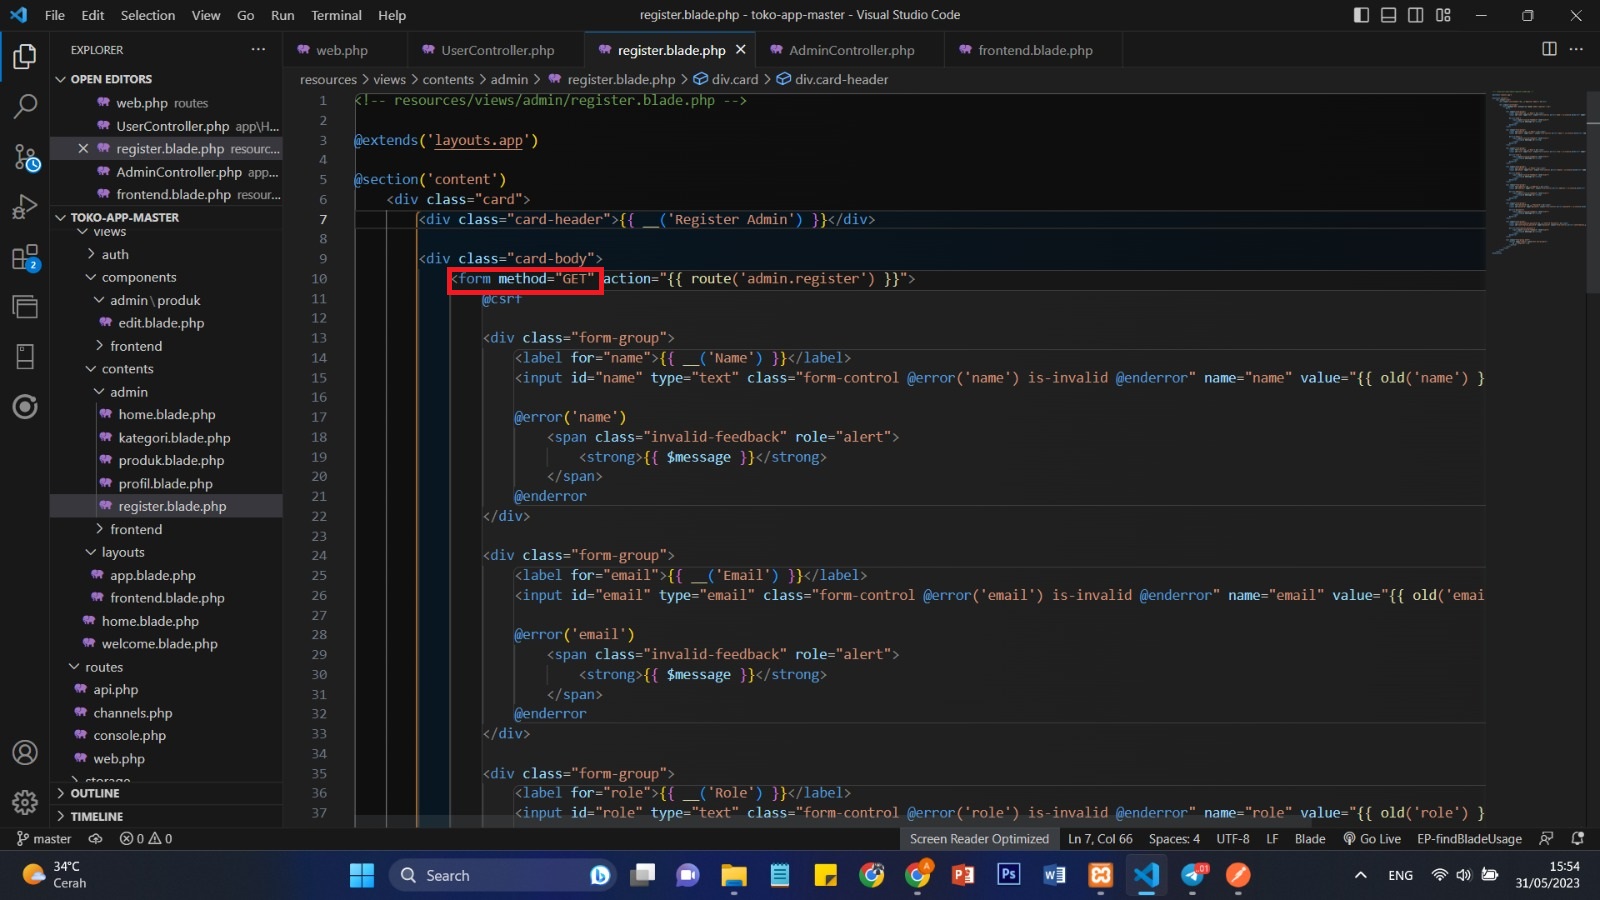 File Edit Selection View Go Run Terminal Help
register.blade.php - toko-app-master - Visual Studio Code
EXPLORER
OPEN EDITORS
web.php routes
UserController.php app\H...
register.blade.php resourc...
AdminController.php app...
frontend.blade.php resour...
TOKO-APP-MASTER
views
auth
components
admin\produk
edit.blade.php
frontend
contents
admin
home.blade.php
kategori.blade.php
produk.blade.php
profil.blade.php
register.blade.php
frontend
layouts
app.blade.php
frontend.blade.php
home.blade.php
welcome.blade.php
routes
api.php
channels.php
console.php
web.php
storage
OUTLINE
TIMELINE
web.php UserController.php register.blade.php AdminController.php frontend.blade.php
resources > views > contents > admin > register.blade.php > div.card > div.card-header
1 <!-- resources/views/admin/register.blade.php -->
2
3 @extends('layouts.app')
4
5 @section('content')
6 <div class="card">
7 <div class="card-header">{{ __('Register Admin') }}</div>
8
9 <div class="card-body">
10 <form method="GET" action="{{ route('admin.register') }}">
11 @csrf
12
13 <div class="form-group">
14 <label for="name">{{ __('Name') }}</label>
15 <input id="name" type="text" class="form-control @error('name') is-invalid @enderror" name="name" value="{{ old('name') }
16
17 @error('name')
18 <span class="invalid-feedback" role="alert">
19 <strong>{{ $message }}</strong>
20 </span>
21 @enderror
22 </div>
23
24 <div class="form-group">
25 <label for="email">{{ __('Email') }}</label>
26 <input id="email" type="email" class="form-control @error('email') is-invalid @enderror" name="email" value="{{ old('emai
27
28 @error('email')
29 <span class="invalid-feedback" role="alert">
30 <strong>{{ $message }}</strong>
31 </span>
32 @enderror
33 </div>
34
35 <div class="form-group">
36 <label for="role">{{ __('Role') }}</label>
37 <input id="role" type="text" class="form-control @error('role') is-invalid @enderror" name="role" value="{{ old('role') }
master 0 0 Screen Reader Optimized Ln 7, Col 66 Spaces: 4 UTF-8 LF Blade Go Live EP-findBladeUsage
34°C
Cerah
Search
ENG
15:54
31/05/2023